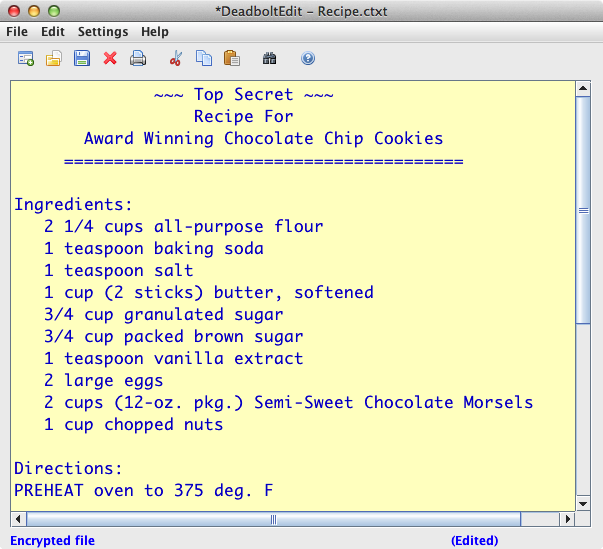 *DeadboltEdit – Recipe.ctxt
File Edit Settings Help
~~~ Top Secret ~~~
Recipe For
Award Winning Chocolate Chip Cookies
========================================
Ingredients:
2 1/4 cups all-purpose flour
1 teaspoon baking soda
1 teaspoon salt
1 cup (2 sticks) butter, softened
3/4 cup granulated sugar
3/4 cup packed brown sugar
1 teaspoon vanilla extract
2 large eggs
2 cups (12-oz. pkg.) Semi-Sweet Chocolate Morsels
1 cup chopped nuts
Directions:
PREHEAT oven to 375 deg. F
Encrypted file (Edited)